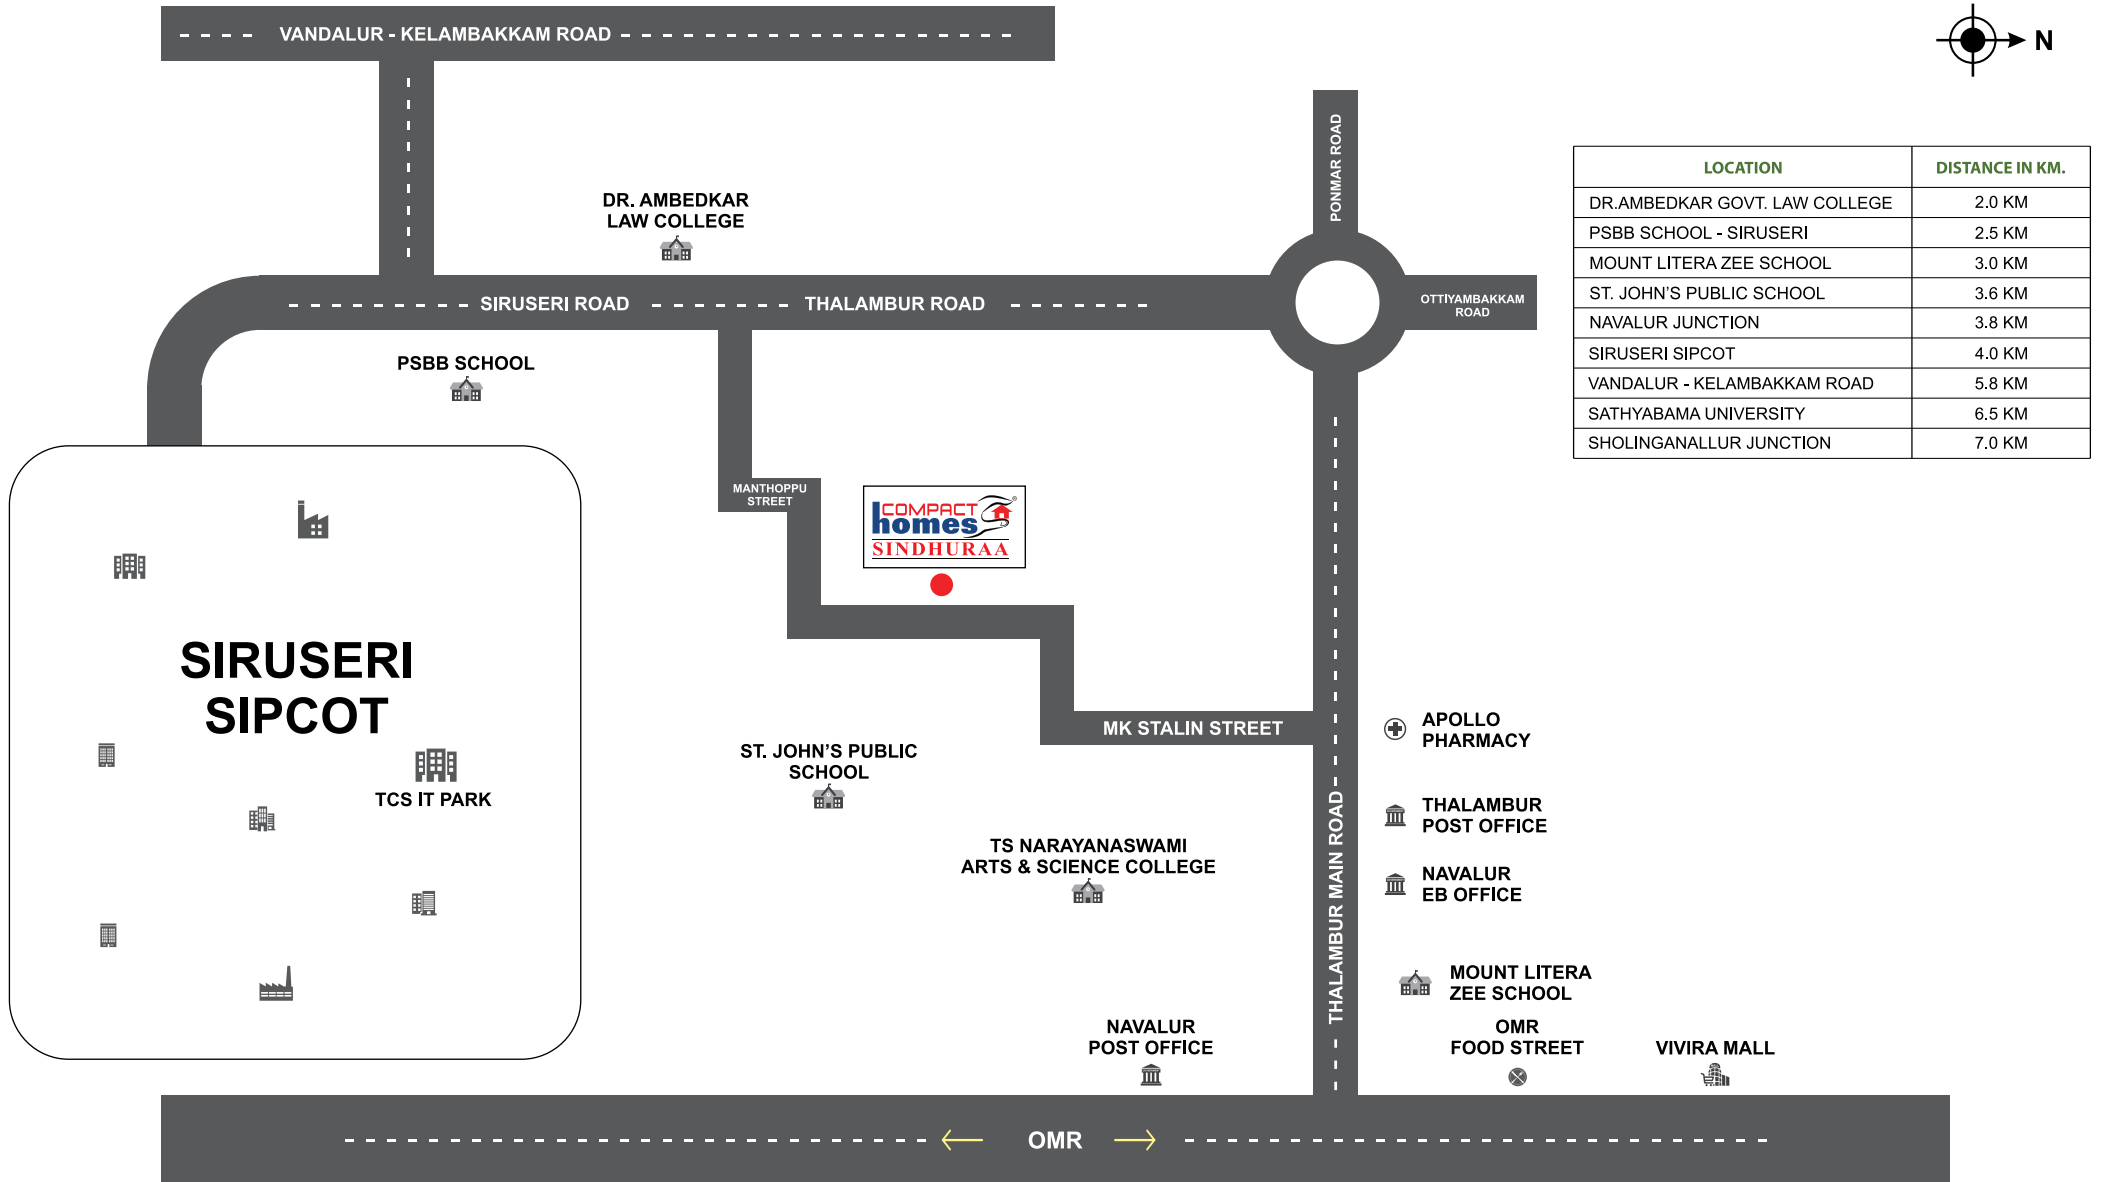 VANDALUR - KELAMBAKKAM ROAD
N
PONMAR ROAD
LOCATION DISTANCE IN KM.
DR.AMBEDKAR GOVT. LAW COLLEGE 2.0 KM
PSBB SCHOOL - SIRUSERI 2.5 KM
MOUNT LITERA ZEE SCHOOL 3.0 KM
ST. JOHN'S PUBLIC SCHOOL 3.6 KM
NAVALUR JUNCTION 3.8 KM
SIRUSERI SIPCOT 4.0 KM
VANDALUR - KELAMBAKKAM ROAD 5.8 KM
SATHYABAMA UNIVERSITY 6.5 KM
SHOLINGANALLUR JUNCTION 7.0 KM
DR. AMBEDKAR
LAW COLLEGE
SIRUSERI ROAD
THALAMBUR ROAD
OTTIYAMBAKKAM
ROAD
PSBB SCHOOL
MANTHOPPU
STREET
COMPACT
homes
®
SINDHURAA
SIRUSERI
SIPCOT
TCS IT PARK
MK STALIN STREET
APOLLO
PHARMACY
ST. JOHN'S PUBLIC
SCHOOL
THALAMBUR
POST OFFICE
TS NARAYANASWAMI
ARTS & SCIENCE COLLEGE
THALAMBUR MAIN ROAD
NAVALUR
EB OFFICE
MOUNT LITERA
ZEE SCHOOL
NAVALUR
POST OFFICE
OMR
FOOD STREET
VIVIRA MALL
OMR